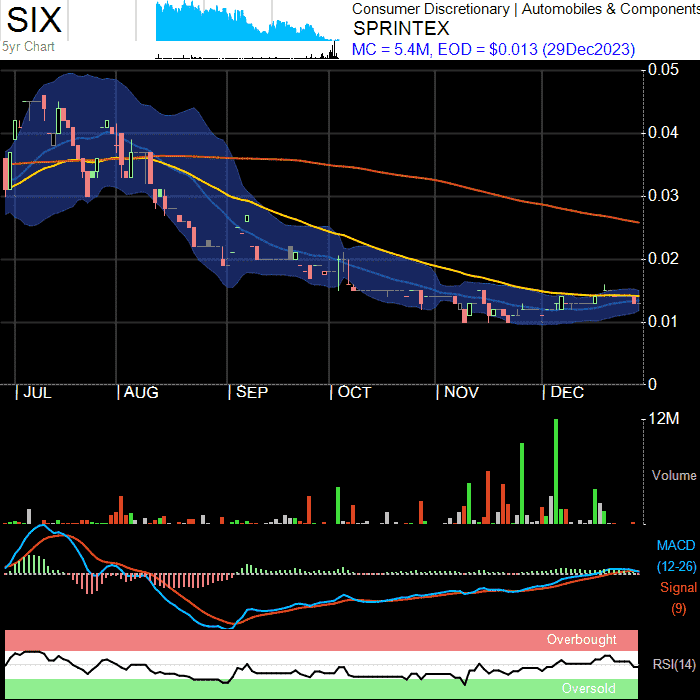 SIX
5yr Chart
Consumer Discretionary | Automobiles & Components
SPRINTEX
MC = 5.4M, EOD = $0.013 (29Dec2023)
0.05
0.04
0.03
0.02
0.01
0
JUL AUG SEP OCT NOV DEC
12M
Volume
MACD
(12-26)
Signal
(9)
Overbought
RSI(14)
Oversold